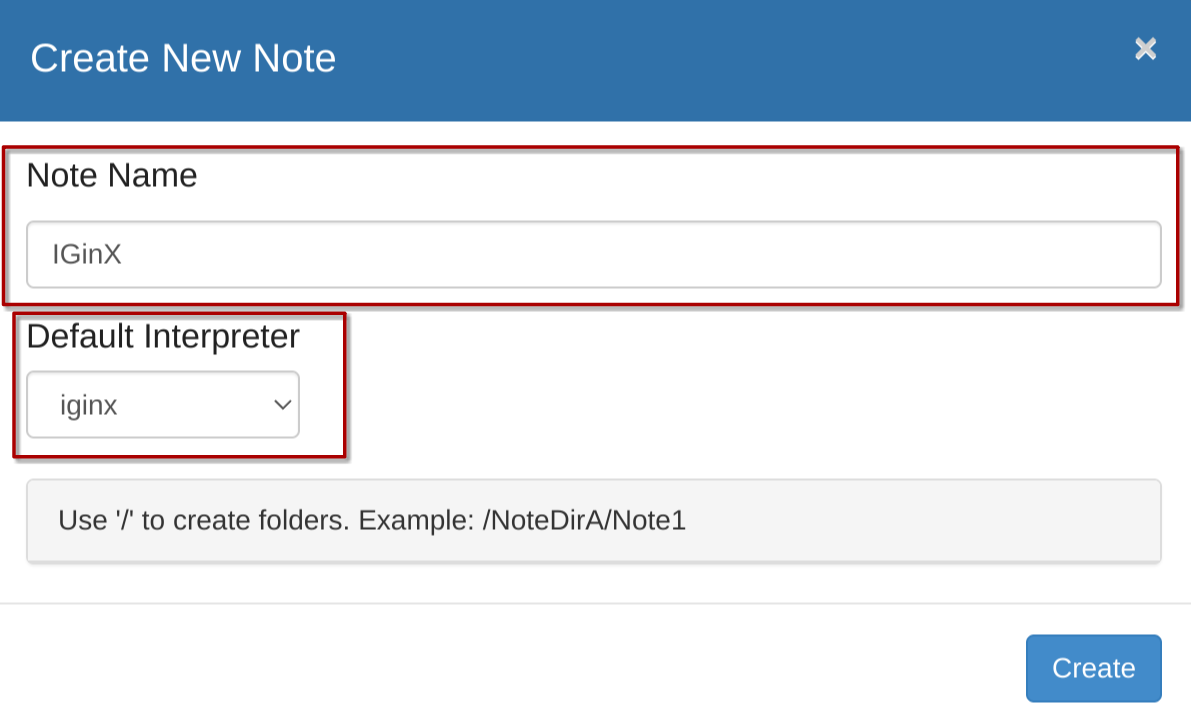 Create New Note
Note Name
IGinX
Default Interpreter
iginx
Use '/' to create folders. Example: /NoteDirA/Note1
Create